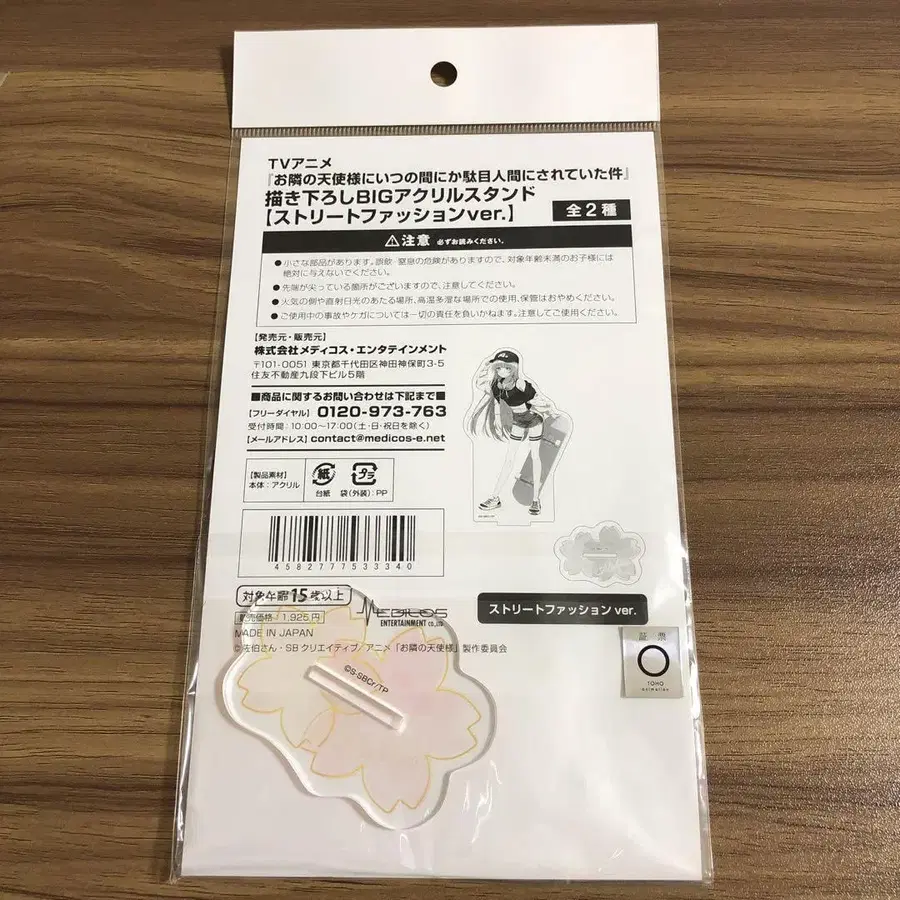 TVアニメ
『お隣の天使様にいつの間にか駄目人間にされていた件』
描き下ろしBIGアクリルスタンド
【ストリートファッションver.】
全2種
⚠注意 必ずお読みください。
●小さな部品があります。誤飲・窒息の危険がありますので、対象年齢未満のお子様には
絶対に与えないでください。
●先端が尖っている箇所がございますので、注意してください。
●火気の側や直射日光のあたる場所、高温多湿な場所での使用、保管はおやめください。
●ご使用中の事故やケガについては一切の責任を負いかねます。注意してご使用ください。
【発売元・販売元】
株式会社メディコス・エンタテインメント
〒101-0051 東京都千代田区神田神保町3-5
住友不動産九段下ビル5階
■商品に関するお問い合わせは下記まで■
【フリーダイヤル】 0120-973-763
受付時間:10:00〜17:00(土・日・祝日を除く)
【メールアドレス】contact@medicos-e.net
【製品素材】
本体:アクリル
紙
台紙
プラ
袋(外装):PP
4582777533340
対象年齢15歳以上
販売価格:1,925円
MADE IN JAPAN
MEDICOS
ENTERTAINMENT CO.,LTD
ストリートファッション ver.
©佐伯さん・SBクリエイティブ/アニメ「お隣の天使様」製作委員会
©S-SBCr/TP
証票
TOHO
animation